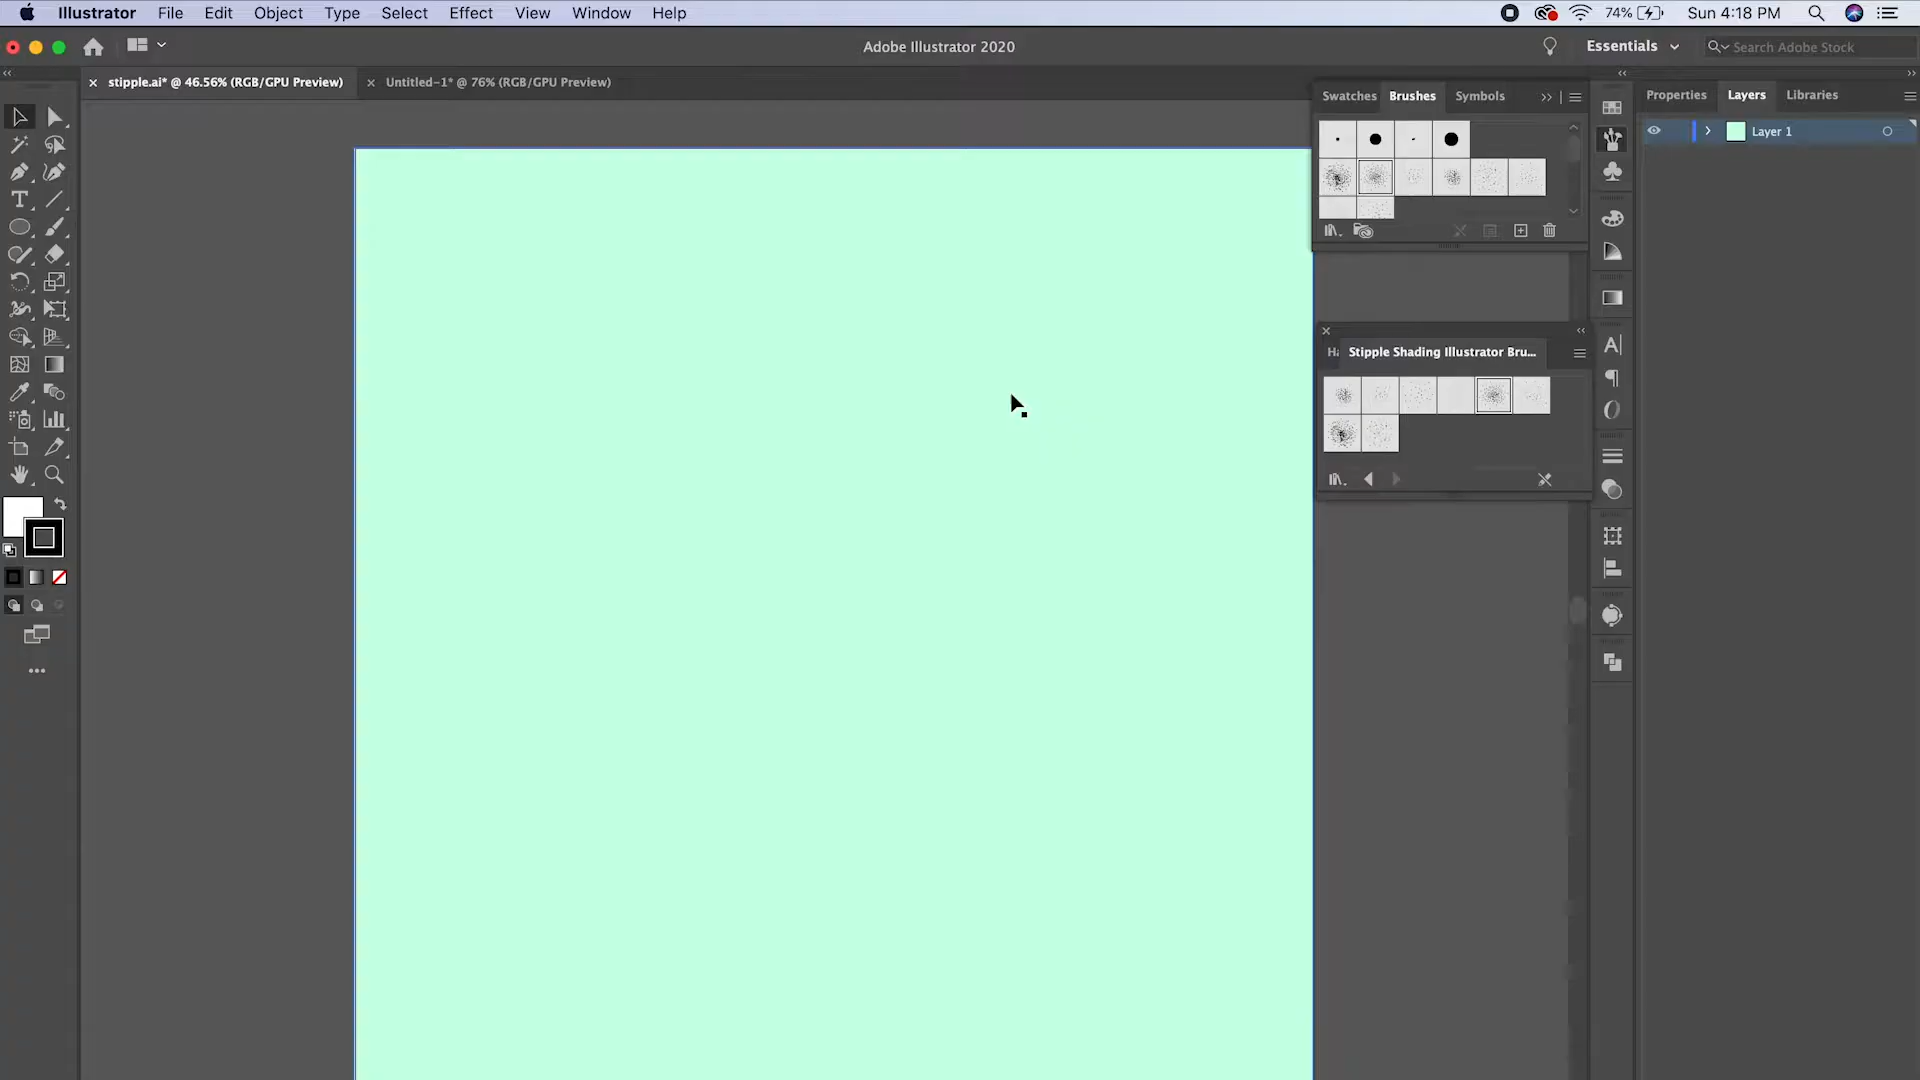 Illustrator File Edit Object Type Select Effect View Window Help 74% Sun 4:18 PM
Adobe Illustrator 2020 Essentials Search Adobe Stock
stipple.ai* @ 46.56% (RGB/GPU Preview) Untitled-1* @ 76% (RGB/GPU Preview)
Swatches Brushes Symbols
Properties Layers Libraries
Layer 1
Ha Stipple Shading Illustrator Bru...